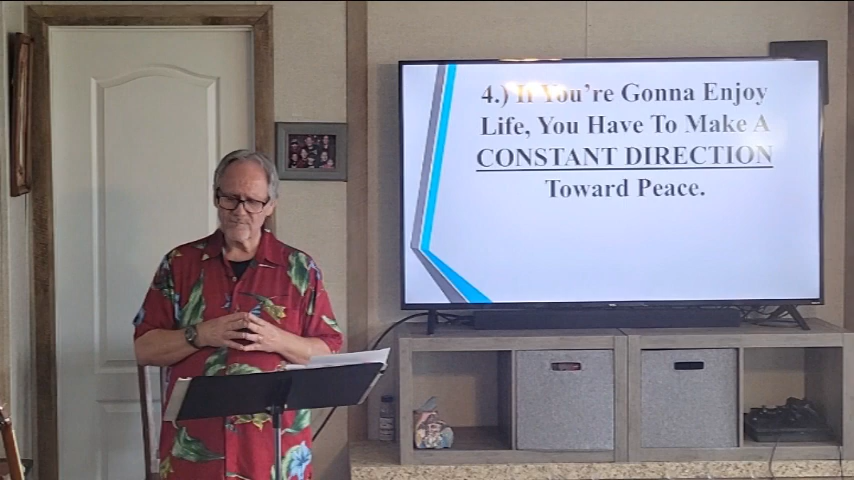 4.) If You're Gonna Enjoy
Life, You Have To Make A
CONSTANT DIRECTION
Toward Peace.